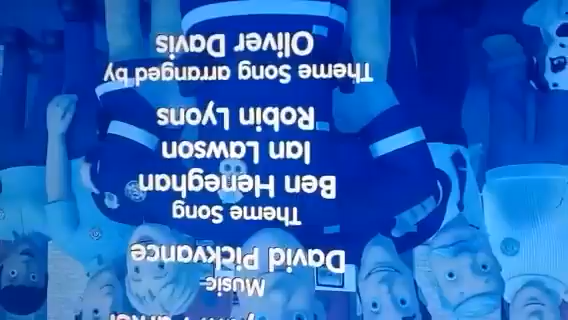 Music
David Pickvance
Theme Song
Ben Heneghan
Ian Lawson
Robin Lyons
Theme Song arranged by
Oliver Davis